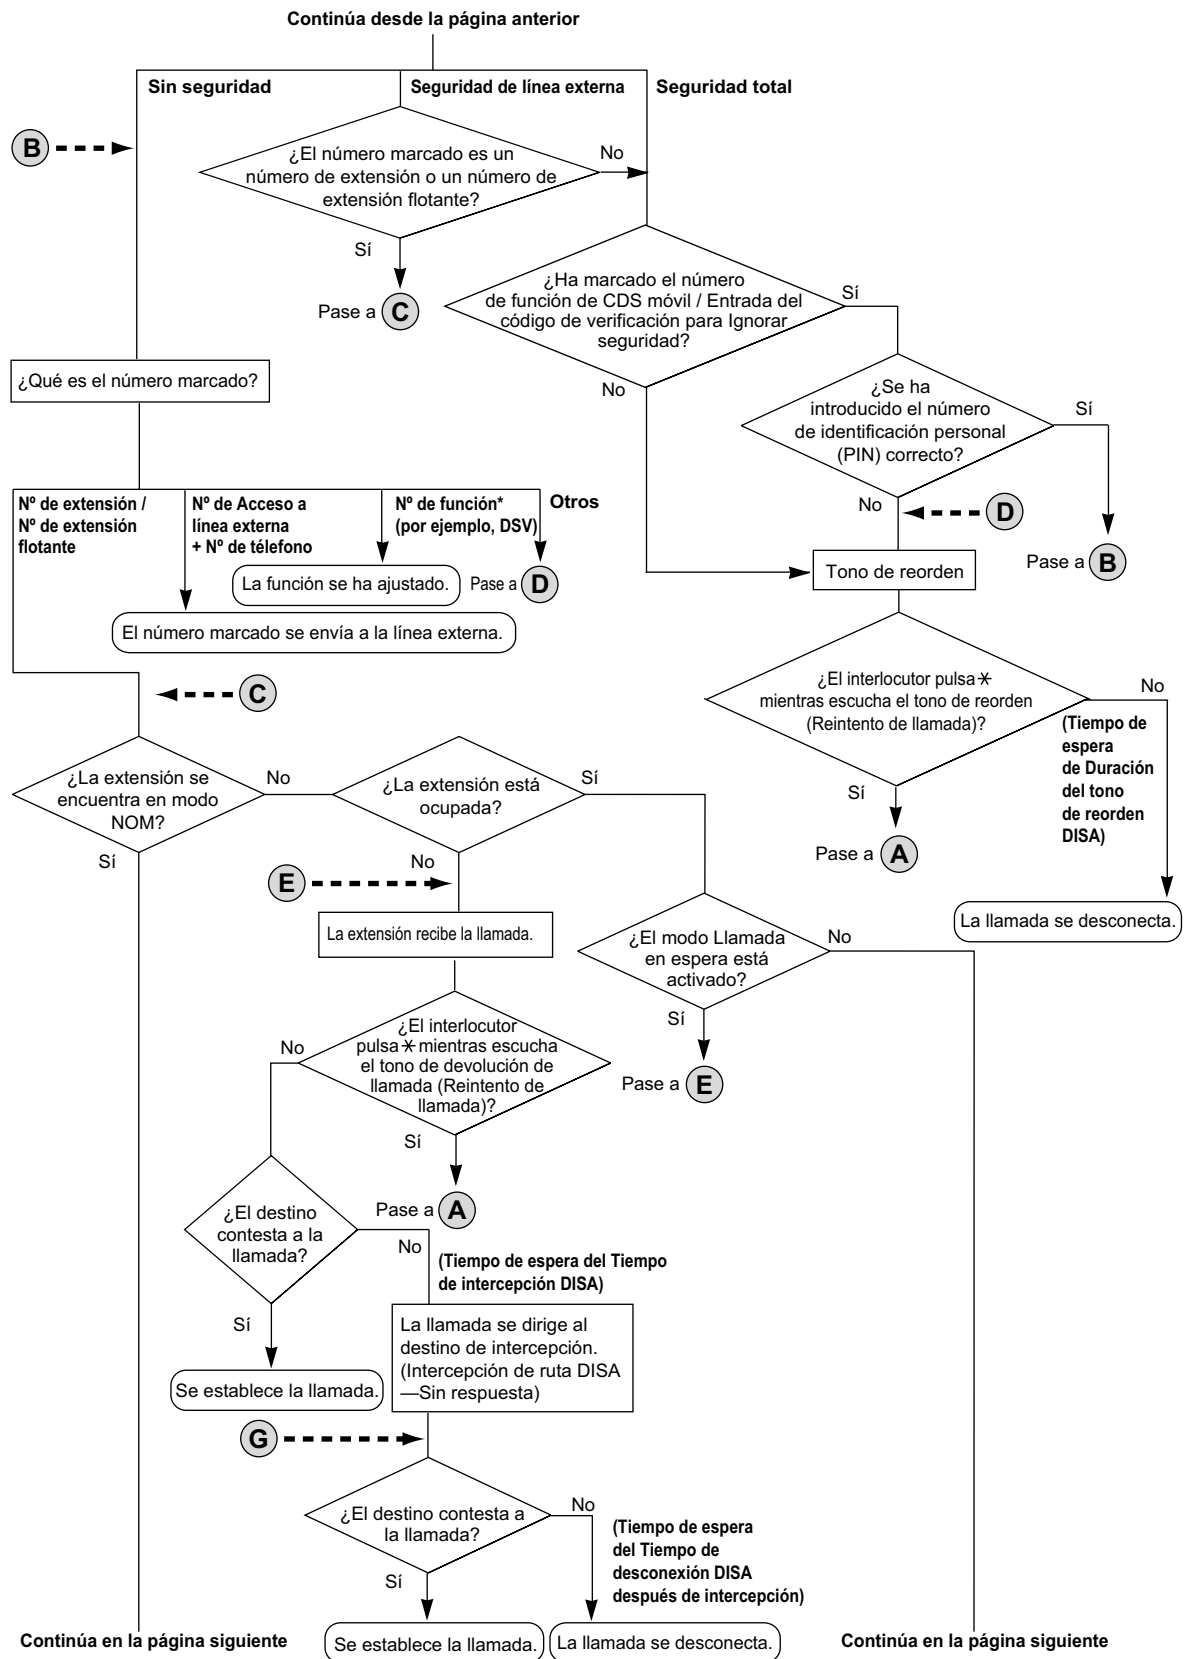 Continúa desde la página anterior
Sin seguridad
Seguridad de línea externa
Seguridad total
B
¿El número marcado es un
número de extensión o un número de
extensión flotante?
No
Sí
Pase a C
¿Ha marcado el número
de función de CDS móvil / Entrada del
código de verificación para Ignorar
seguridad?
Sí
No
¿Qué es el número marcado?
¿Se ha
introducido el número
de identificación personal
(PIN) correcto?
Sí
No
D
Pase a B
Nº de extensión /
Nº de extensión
flotante
Nº de Acceso a
línea externa
+ Nº de télefono
Nº de función*
(por ejemplo, DSV)
Otros
La función se ha ajustado.
Pase a D
El número marcado se envía a la línea externa.
Tono de reorden
C
¿El interlocutor pulsa *
mientras escucha el tono de reorden
(Reintento de llamada)?
No
(Tiempo de
espera
de Duración
del tono
de reorden
DISA)
Sí
Pase a A
La llamada se desconecta.
¿La extensión se
encuentra en modo
NOM?
No
Sí
¿La extensión está
ocupada?
Sí
No
E
La extensión recibe la llamada.
¿El modo Llamada
en espera está
activado?
No
Sí
Pase a E
¿El interlocutor
pulsa * mientras escucha
el tono de devolución de
llamada (Reintento de
llamada)?
No
Sí
Pase a A
¿El destino
contesta a la
llamada?
No
(Tiempo de espera del Tiempo
de intercepción DISA)
Sí
Se establece la llamada.
La llamada se dirige al
destino de intercepción.
(Intercepción de ruta DISA
—Sin respuesta)
G
¿El destino contesta a
la llamada?
No
(Tiempo de espera
del Tiempo de
desconexión DISA
después de intercepción)
Sí
Se establece la llamada.
La llamada se desconecta.
Continúa en la página siguiente
Continúa en la página siguiente